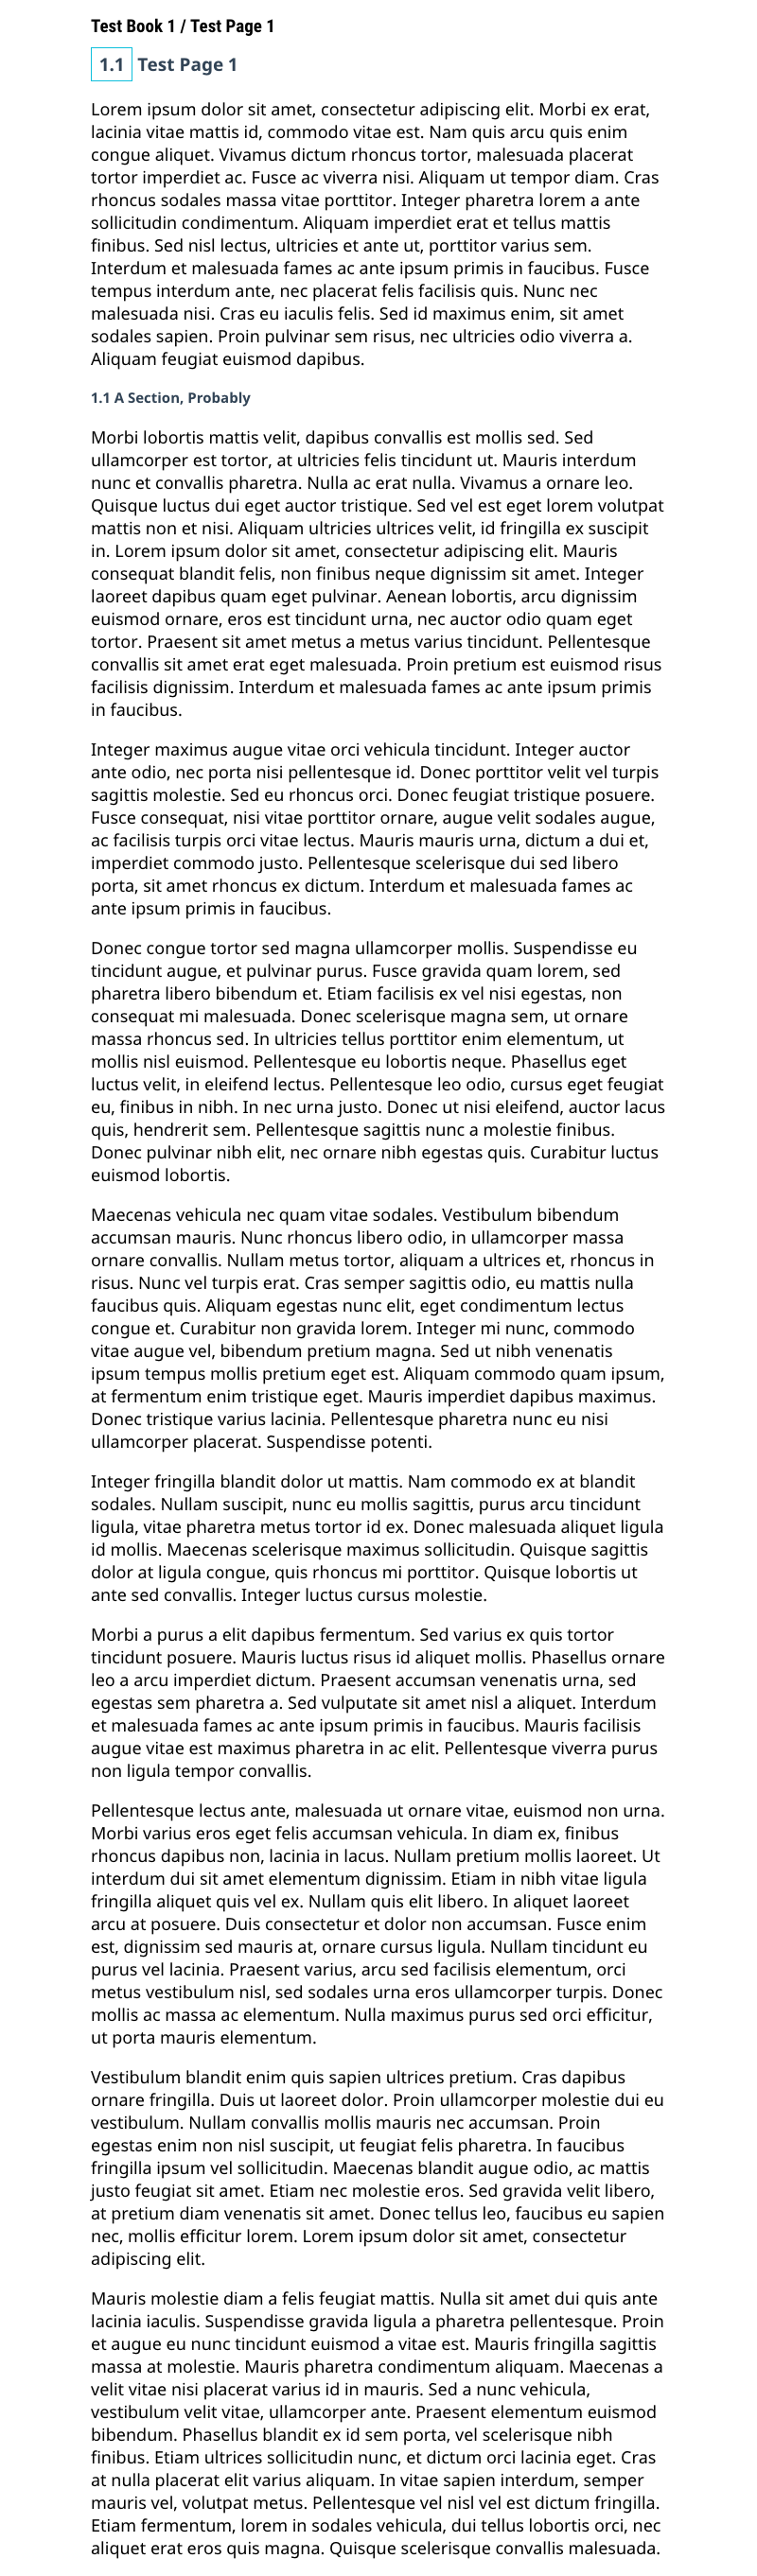 Test Book 1 / Test Page 1
1.1 Test Page 1
Lorem ipsum dolor sit amet, consectetur adipiscing elit. Morbi ex erat,
lacinia vitae mattis id, commodo vitae est. Nam quis arcu quis enim
congue aliquet. Vivamus dictum rhoncus tortor, malesuada placerat
tortor imperdiet ac. Fusce ac viverra nisi. Aliquam ut tempor diam. Cras
rhoncus sodales massa vitae porttitor. Integer pharetra lorem a ante
sollicitudin condimentum. Aliquam imperdiet erat et tellus mattis
finibus. Sed nisl lectus, ultricies et ante ut, porttitor varius sem.
Interdum et malesuada fames ac ante ipsum primis in faucibus. Fusce
tempus interdum ante, nec placerat felis facilisis quis. Nunc nec
malesuada nisi. Cras eu iaculis felis. Sed id maximus enim, sit amet
sodales sapien. Proin pulvinar sem risus, nec ultricies odio viverra a.
Aliquam feugiat euismod dapibus.
1.1 A Section, Probably
Morbi lobortis mattis velit, dapibus convallis est mollis sed. Sed
ullamcorper est tortor, at ultricies felis tincidunt ut. Mauris interdum
nunc et convallis pharetra. Nulla ac erat nulla. Vivamus a ornare leo.
Quisque luctus dui eget auctor tristique. Sed vel est eget lorem volutpat
mattis non et nisi. Aliquam ultricies ultrices velit, id fringilla ex suscipit
in. Lorem ipsum dolor sit amet, consectetur adipiscing elit. Mauris
consequat blandit felis, non finibus neque dignissim sit amet. Integer
laoreet dapibus quam eget pulvinar. Aenean lobortis, arcu dignissim
euismod ornare, eros est tincidunt urna, nec auctor odio quam eget
tortor. Praesent sit amet metus a metus varius tincidunt. Pellentesque
convallis sit amet erat eget malesuada. Proin pretium est euismod risus
facilisis dignissim. Interdum et malesuada fames ac ante ipsum primis
in faucibus.
Integer maximus augue vitae orci vehicula tincidunt. Integer auctor
ante odio, nec porta nisi pellentesque id. Donec porttitor velit vel turpis
sagittis molestie. Sed eu rhoncus orci. Donec feugiat tristique posuere.
Fusce consequat, nisi vitae porttitor ornare, augue velit sodales augue,
ac facilisis turpis orci vitae lectus. Mauris mauris urna, dictum a dui et,
imperdiet commodo justo. Pellentesque scelerisque dui sed libero
porta, sit amet rhoncus ex dictum. Interdum et malesuada fames ac
ante ipsum primis in faucibus.
Donec congue tortor sed magna ullamcorper mollis. Suspendisse eu
tincidunt augue, et pulvinar purus. Fusce gravida quam lorem, sed
pharetra libero bibendum et. Etiam facilisis ex vel nisi egestas, non
consequat mi malesuada. Donec scelerisque magna sem, ut ornare
massa rhoncus sed. In ultricies tellus porttitor enim elementum, ut
mollis nisl euismod. Pellentesque eu lobortis neque. Phasellus eget
luctus velit, in eleifend lectus. Pellentesque leo odio, cursus eget feugiat
eu, finibus in nibh. In nec urna justo. Donec ut nisi eleifend, auctor lacus
quis, hendrerit sem. Pellentesque sagittis nunc a molestie finibus.
Donec pulvinar nibh elit, nec ornare nibh egestas quis. Curabitur luctus
euismod lobortis.
Maecenas vehicula nec quam vitae sodales. Vestibulum bibendum
accumsan mauris. Nunc rhoncus libero odio, in ullamcorper massa
ornare convallis. Nullam metus tortor, aliquam a ultrices et, rhoncus in
risus. Nunc vel turpis erat. Cras semper sagittis odio, eu mattis nulla
faucibus quis. Aliquam egestas nunc elit, eget condimentum lectus
congue et. Curabitur non gravida lorem. Integer mi nunc, commodo
vitae augue vel, bibendum pretium magna. Sed ut nibh venenatis
ipsum tempus mollis pretium eget est. Aliquam commodo quam ipsum,
at fermentum enim tristique eget. Mauris imperdiet dapibus maximus.
Donec tristique varius lacinia. Pellentesque pharetra nunc eu nisi
ullamcorper placerat. Suspendisse potenti.
Integer fringilla blandit dolor ut mattis. Nam commodo ex at blandit
sodales. Nullam suscipit, nunc eu mollis sagittis, purus arcu tincidunt
ligula, vitae pharetra metus tortor id ex. Donec malesuada aliquet ligula
id mollis. Maecenas scelerisque maximus sollicitudin. Quisque sagittis
dolor at ligula congue, quis rhoncus mi porttitor. Quisque lobortis ut
ante sed convallis. Integer luctus cursus molestie.
Morbi a purus a elit dapibus fermentum. Sed varius ex quis tortor
tincidunt posuere. Mauris luctus risus id aliquet mollis. Phasellus ornare
leo a arcu imperdiet dictum. Praesent accumsan venenatis urna, sed
egestas sem pharetra a. Sed vulputate sit amet nisl a aliquet. Interdum
et malesuada fames ac ante ipsum primis in faucibus. Mauris facilisis
augue vitae est maximus pharetra in ac elit. Pellentesque viverra purus
non ligula tempor convallis.
Pellentesque lectus ante, malesuada ut ornare vitae, euismod non urna.
Morbi varius eros eget felis accumsan vehicula. In diam ex, finibus
rhoncus dapibus non, lacinia in lacus. Nullam pretium mollis laoreet. Ut
interdum dui sit amet elementum dignissim. Etiam in nibh vitae ligula
fringilla aliquet quis vel ex. Nullam quis elit libero. In aliquet laoreet
arcu at posuere. Duis consectetur et dolor non accumsan. Fusce enim
est, dignissim sed mauris at, ornare cursus ligula. Nullam tincidunt eu
purus vel lacinia. Praesent varius, arcu sed facilisis elementum, orci
metus vestibulum nisl, sed sodales urna eros ullamcorper turpis. Donec
mollis ac massa ac elementum. Nulla maximus purus sed orci efficitur,
ut porta mauris elementum.
Vestibulum blandit enim quis sapien ultrices pretium. Cras dapibus
ornare fringilla. Duis ut laoreet dolor. Proin ullamcorper molestie dui eu
vestibulum. Nullam convallis mollis mauris nec accumsan. Proin
egestas enim non nisl suscipit, ut feugiat felis pharetra. In faucibus
fringilla ipsum vel sollicitudin. Maecenas blandit augue odio, ac mattis
justo feugiat sit amet. Etiam nec molestie eros. Sed gravida velit libero,
at pretium diam venenatis sit amet. Donec tellus leo, faucibus eu sapien
nec, mollis efficitur lorem. Lorem ipsum dolor sit amet, consectetur
adipiscing elit.
Mauris molestie diam a felis feugiat mattis. Nulla sit amet dui quis ante
lacinia iaculis. Suspendisse gravida ligula a pharetra pellentesque. Proin
et augue eu nunc tincidunt euismod a vitae est. Mauris fringilla sagittis
massa at molestie. Mauris pharetra condimentum aliquam. Maecenas a
velit vitae nisi placerat varius id in mauris. Sed a nunc vehicula,
vestibulum velit vitae, ullamcorper ante. Praesent elementum euismod
bibendum. Phasellus blandit ex id sem porta, vel scelerisque nibh
finibus. Etiam ultrices sollicitudin nunc, et dictum orci lacinia eget. Cras
at nulla placerat elit varius aliquam. In vitae sapien interdum, semper
mauris vel, volutpat metus. Pellentesque vel nisl vel est dictum fringilla.
Etiam fermentum, lorem in sodales vehicula, dui tellus lobortis orci, nec
aliquet erat eros quis magna. Quisque scelerisque convallis malesuada.